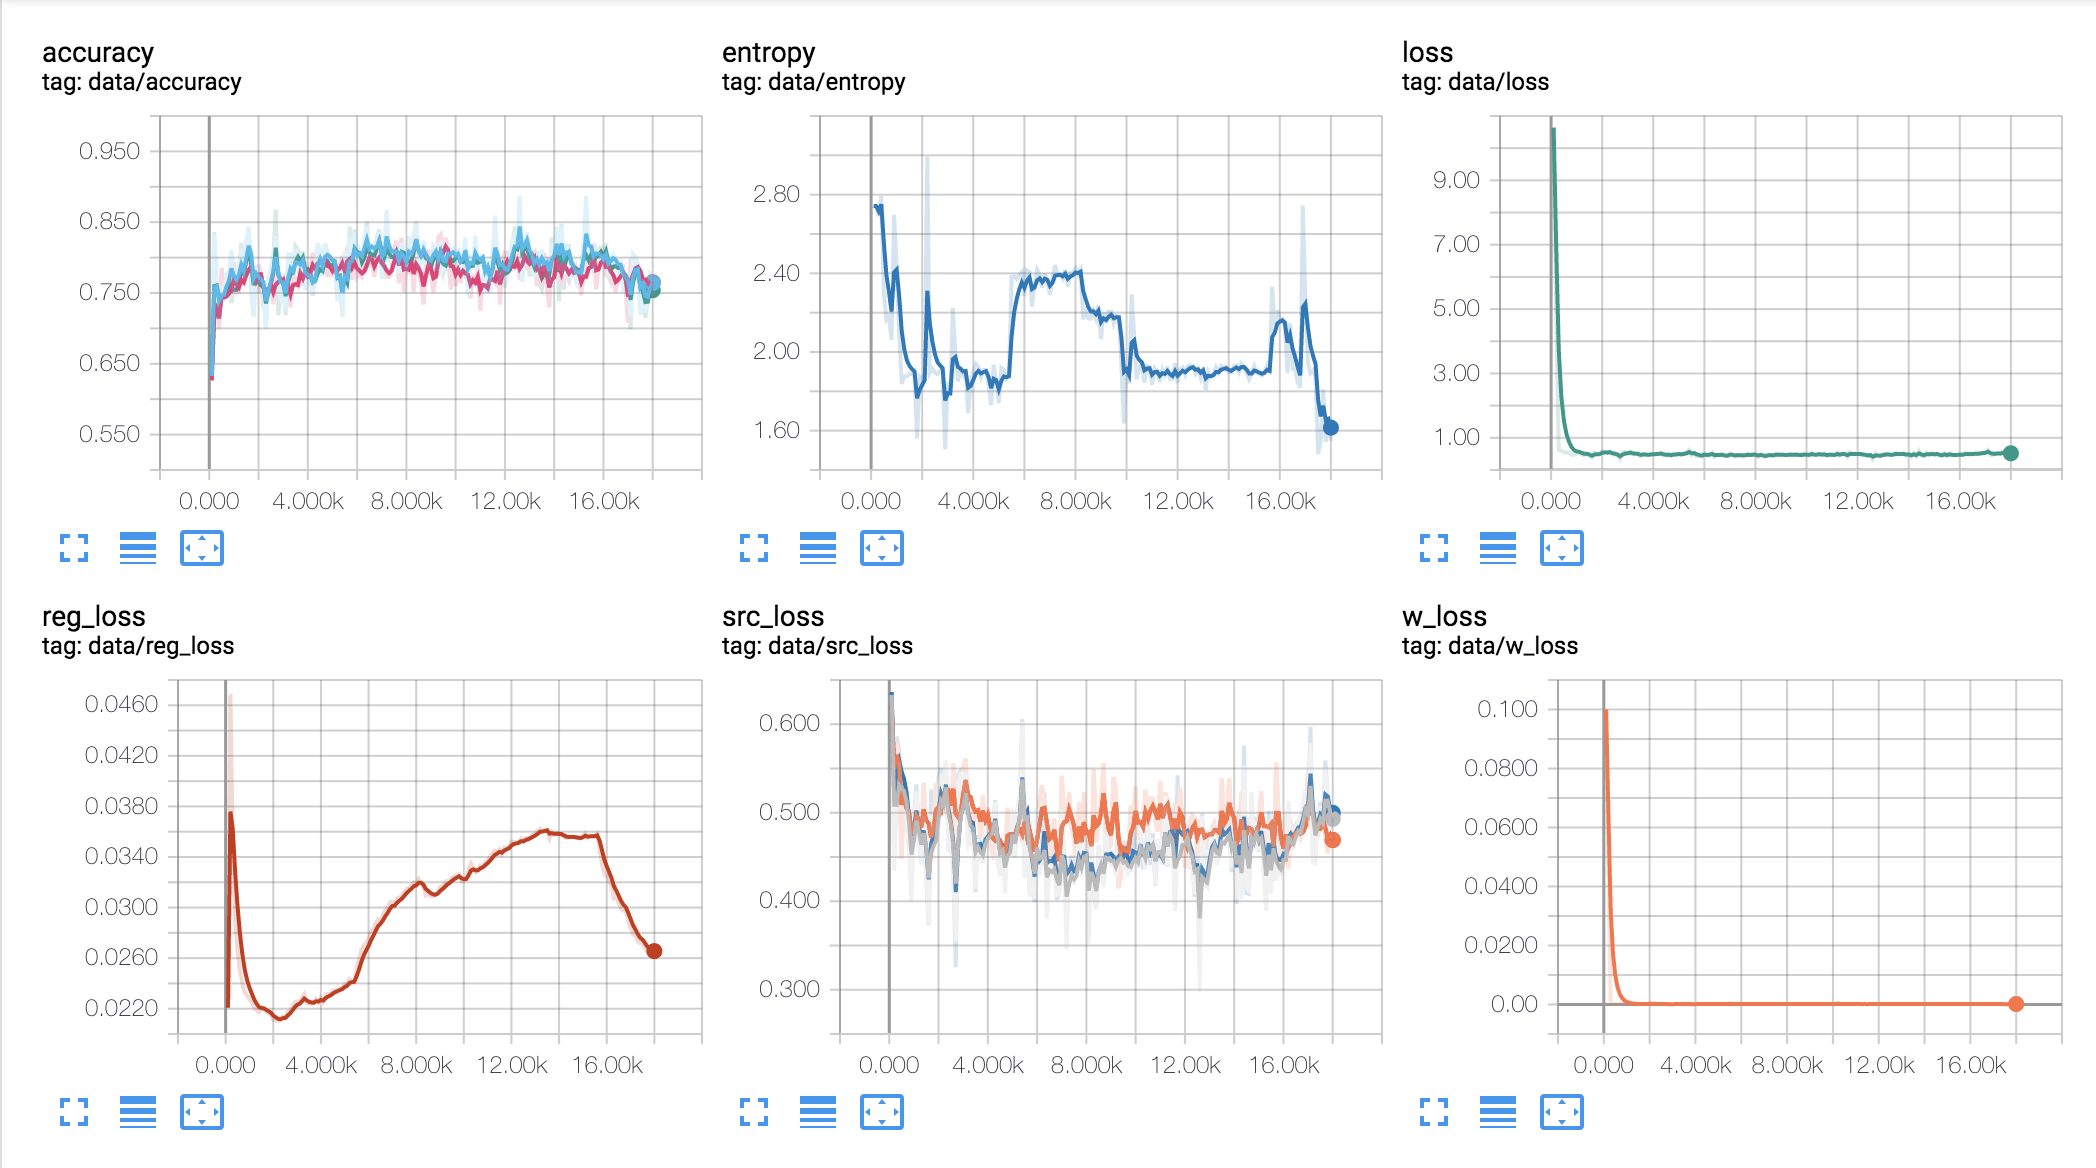 accuracy
tag: data/accuracy
0.950
0.850
0.750
0.650
0.550
0.000 4.000k 8.000k 12.00k 16.00k
entropy
tag: data/entropy
2.80
2.40
2.00
1.60
0.000 4.000k 8.000k 12.00k 16.00k
loss
tag: data/loss
9.00
7.00
5.00
3.00
1.00
0.000 4.000k 8.000k 12.00k 16.00k
reg_loss
tag: data/reg_loss
0.0460
0.0420
0.0380
0.0340
0.0300
0.0260
0.0220
0.000 4.000k 8.000k 12.00k 16.00k
src_loss
tag: data/src_loss
0.600
0.500
0.400
0.300
0.000 4.000k 8.000k 12.00k 16.00k
w_loss
tag: data/w_loss
0.100
0.0800
0.0600
0.0400
0.0200
0.00
0.000 4.000k 8.000k 12.00k 16.00k